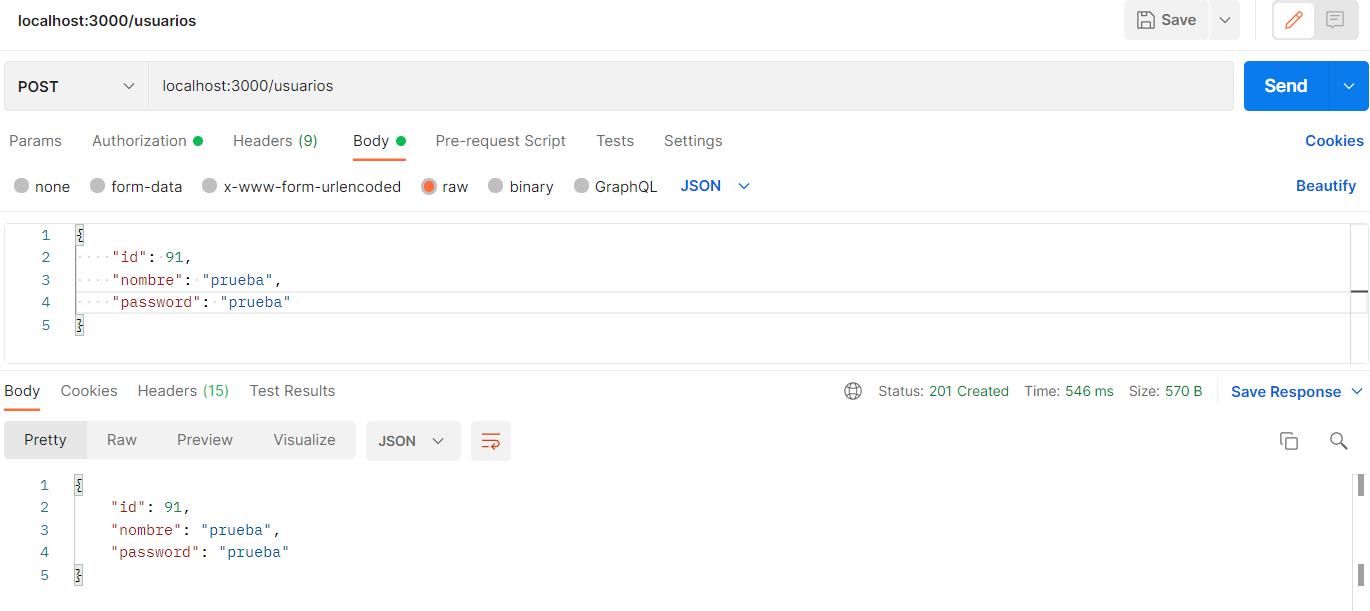 localhost:3000/usuarios
Save
POST
localhost:3000/usuarios
Send
Params Authorization Headers (9) Body Pre-request Script Tests Settings Cookies
none form-data x-www-form-urlencoded raw binary GraphQL JSON Beautify
1 {
2 "id": 91,
3 "nombre": "prueba",
4 "password": "prueba"
5 }
Body Cookies Headers (15) Test Results Status: 201 Created Time: 546 ms Size: 570 B Save Response
Pretty Raw Preview Visualize JSON
1 {
2 "id": 91,
3 "nombre": "prueba",
4 "password": "prueba"
5 }